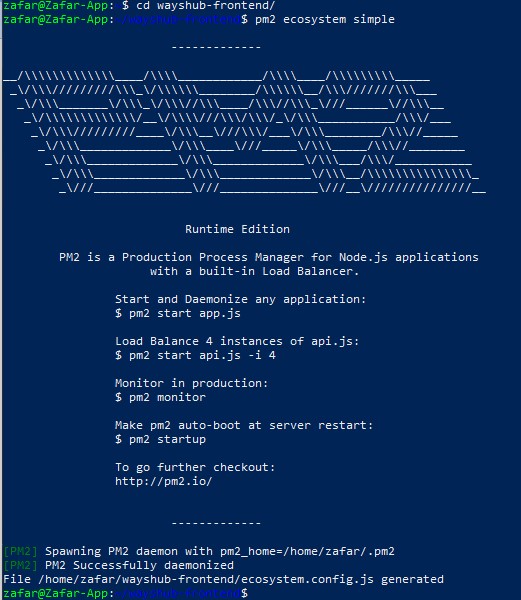 zafar@Zafar-App:~$ cd wayshub-frontend/
zafar@Zafar-App:~/wayshub-frontend$ pm2 ecosystem simple
-------------
__/\\\\\\\\\\\\\____/\\\\____________/\\\\____/\\\\\\\\\_____
_\/\\\/////////\\\_\/\\\\\\________/\\\\\\__/\\\///////\\\___
_\/\\\_______\/\\\_\/\\\//\\\____/\\\//\\\_\///______\//\\\__
_\/\\\\\\\\\\\\\/__\/\\\\///\\\/\\\/_\/\\\___________/\\\/___
_\/\\\/////////____\/\\\__\///\\\/___\/\\\________/\\\//_____
_\/\\\_____________\/\\\____\///_____\/\\\_____/\\\//________
_\/\\\_____________\/\\\_____________\/\\\___/\\\/___________
_\/\\\_____________\/\\\_____________\/\\\__/\\\\\\\\\\\\\\\_
_\///______________\///______________\///__\///////////////__
Runtime Edition
PM2 is a Production Process Manager for Node.js applications
with a built-in Load Balancer.
Start and Daemonize any application:
$ pm2 start app.js
Load Balance 4 instances of api.js:
$ pm2 start api.js -i 4
Monitor in production:
$ pm2 monitor
Make pm2 auto-boot at server restart:
$ pm2 startup
To go further checkout:
http://pm2.io/
-------------
[PM2] Spawning PM2 daemon with pm2_home=/home/zafar/.pm2
[PM2] PM2 Successfully daemonized
File /home/zafar/wayshub-frontend/ecosystem.config.js generated
zafar@Zafar-App:~/wayshub-frontend$